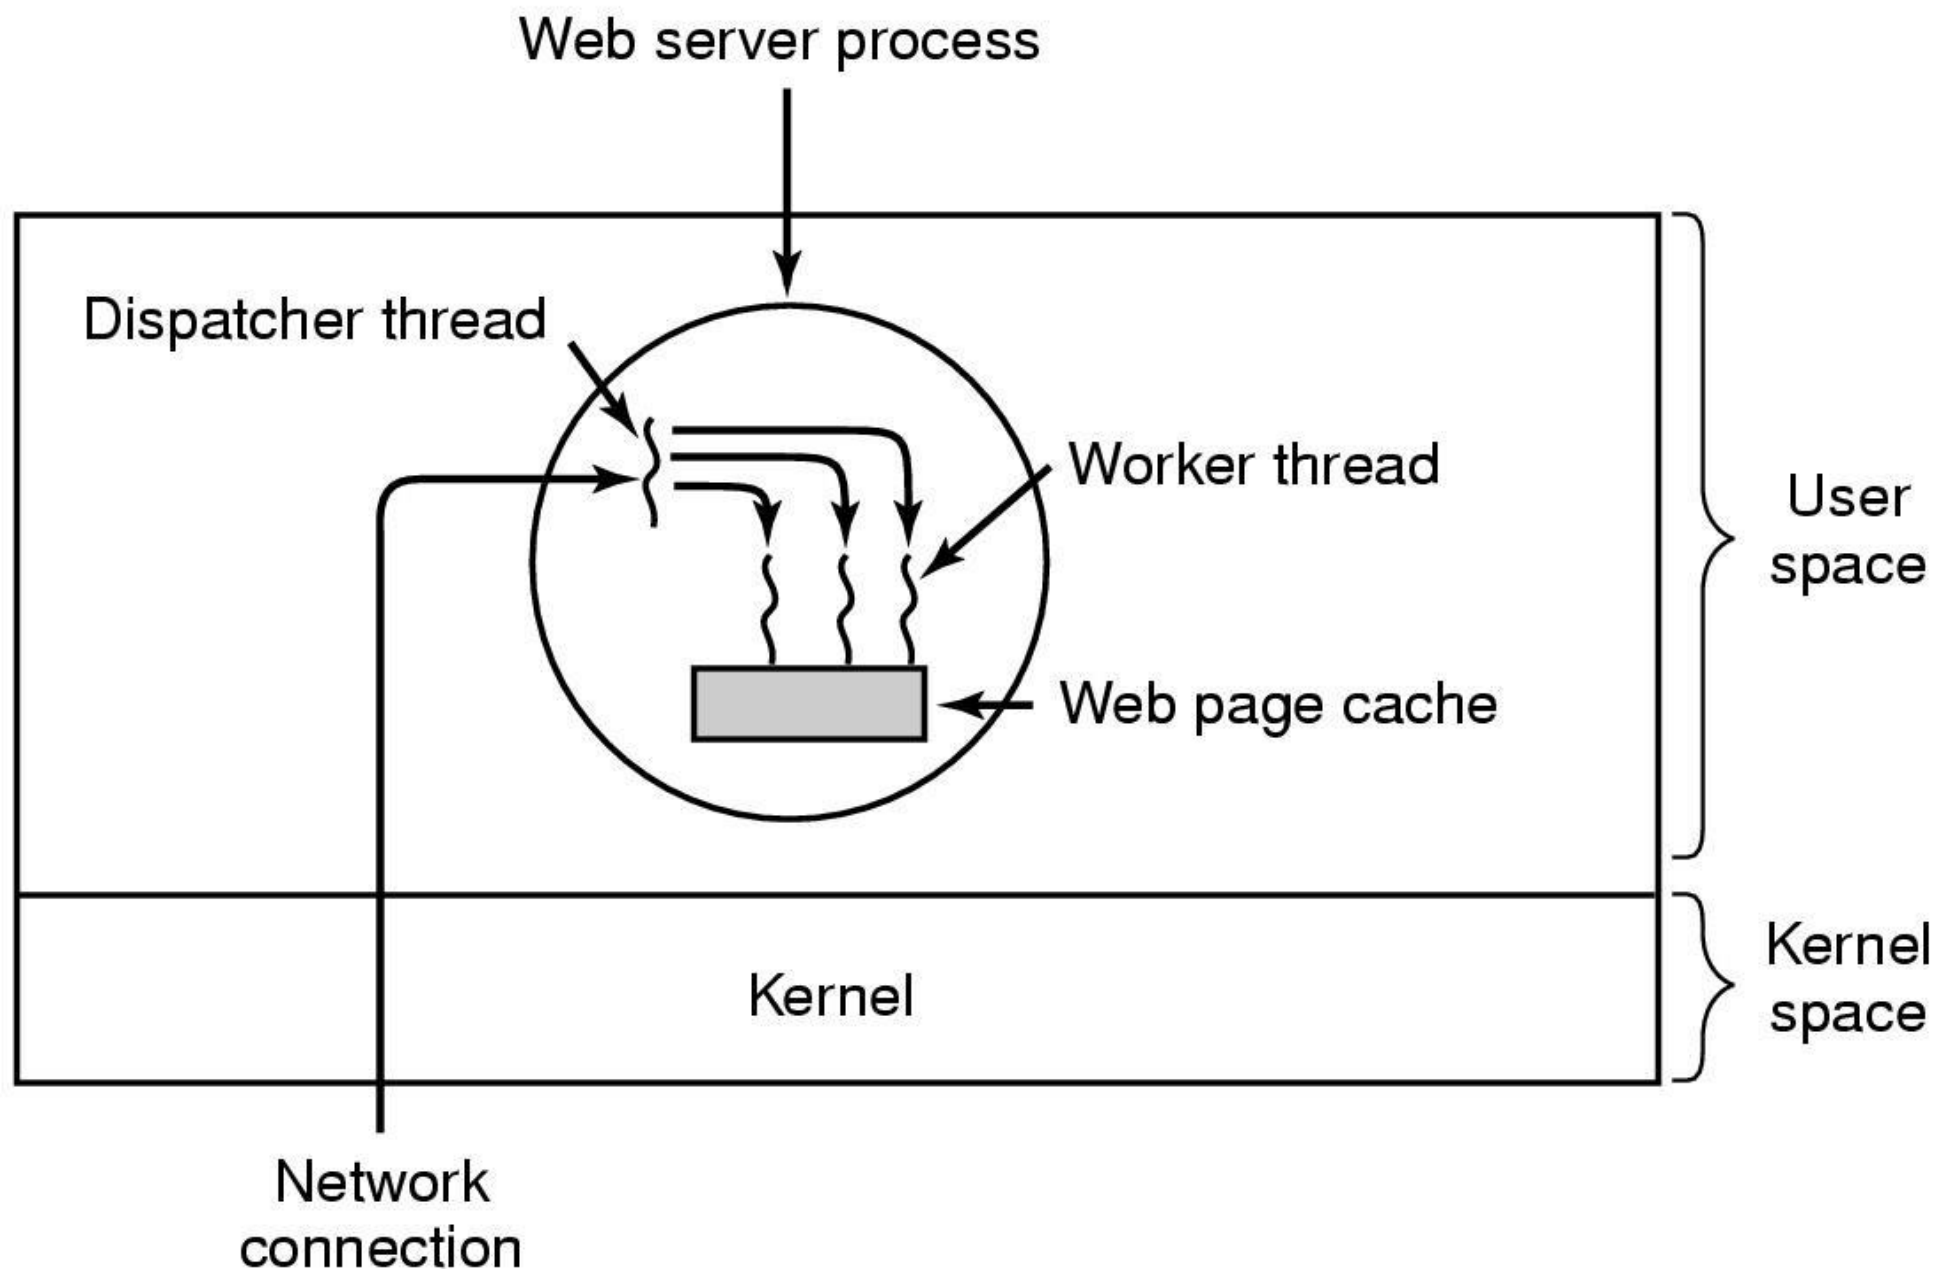 Web server process
Dispatcher thread
Worker thread
User
space
Web page cache
Kernel
Kernel
space
Network
connection